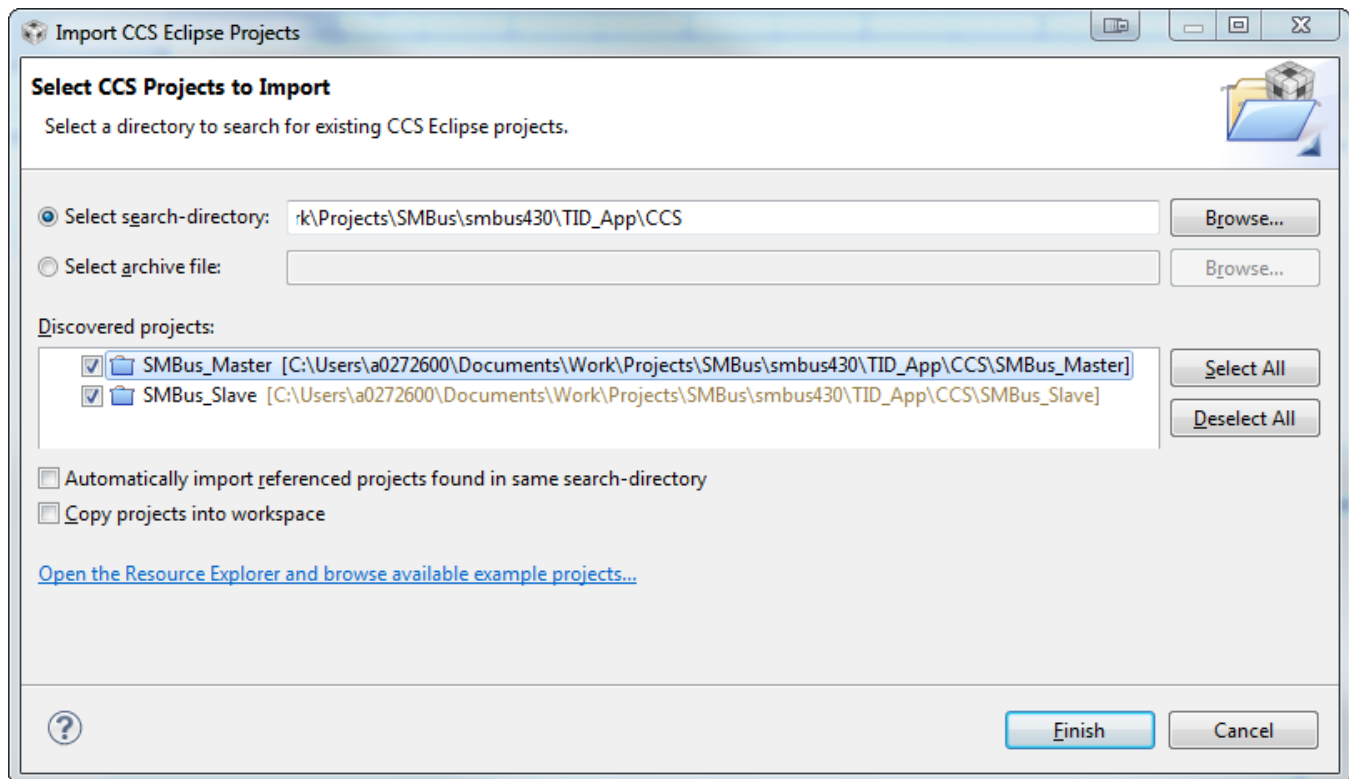 Import CCS Eclipse Projects
Select CCS Projects to Import
Select a directory to search for existing CCS Eclipse projects.
Select search-directory: rk\Projects\SMBus\smbus430\TID_App\CCS Browse...
Select archive file: Browse...
Discovered projects:
SMBus_Master [C:\Users\a0272600\Documents\Work\Projects\SMBus\smbus430\TID_App\CCS\SMBus_Master] Select All
SMBus_Slave [C:\Users\a0272600\Documents\Work\Projects\SMBus\smbus430\TID_App\CCS\SMBus_Slave]
Deselect All
Automatically import referenced projects found in same search-directory
Copy projects into workspace
Open the Resource Explorer and browse available example projects...
? Finish Cancel